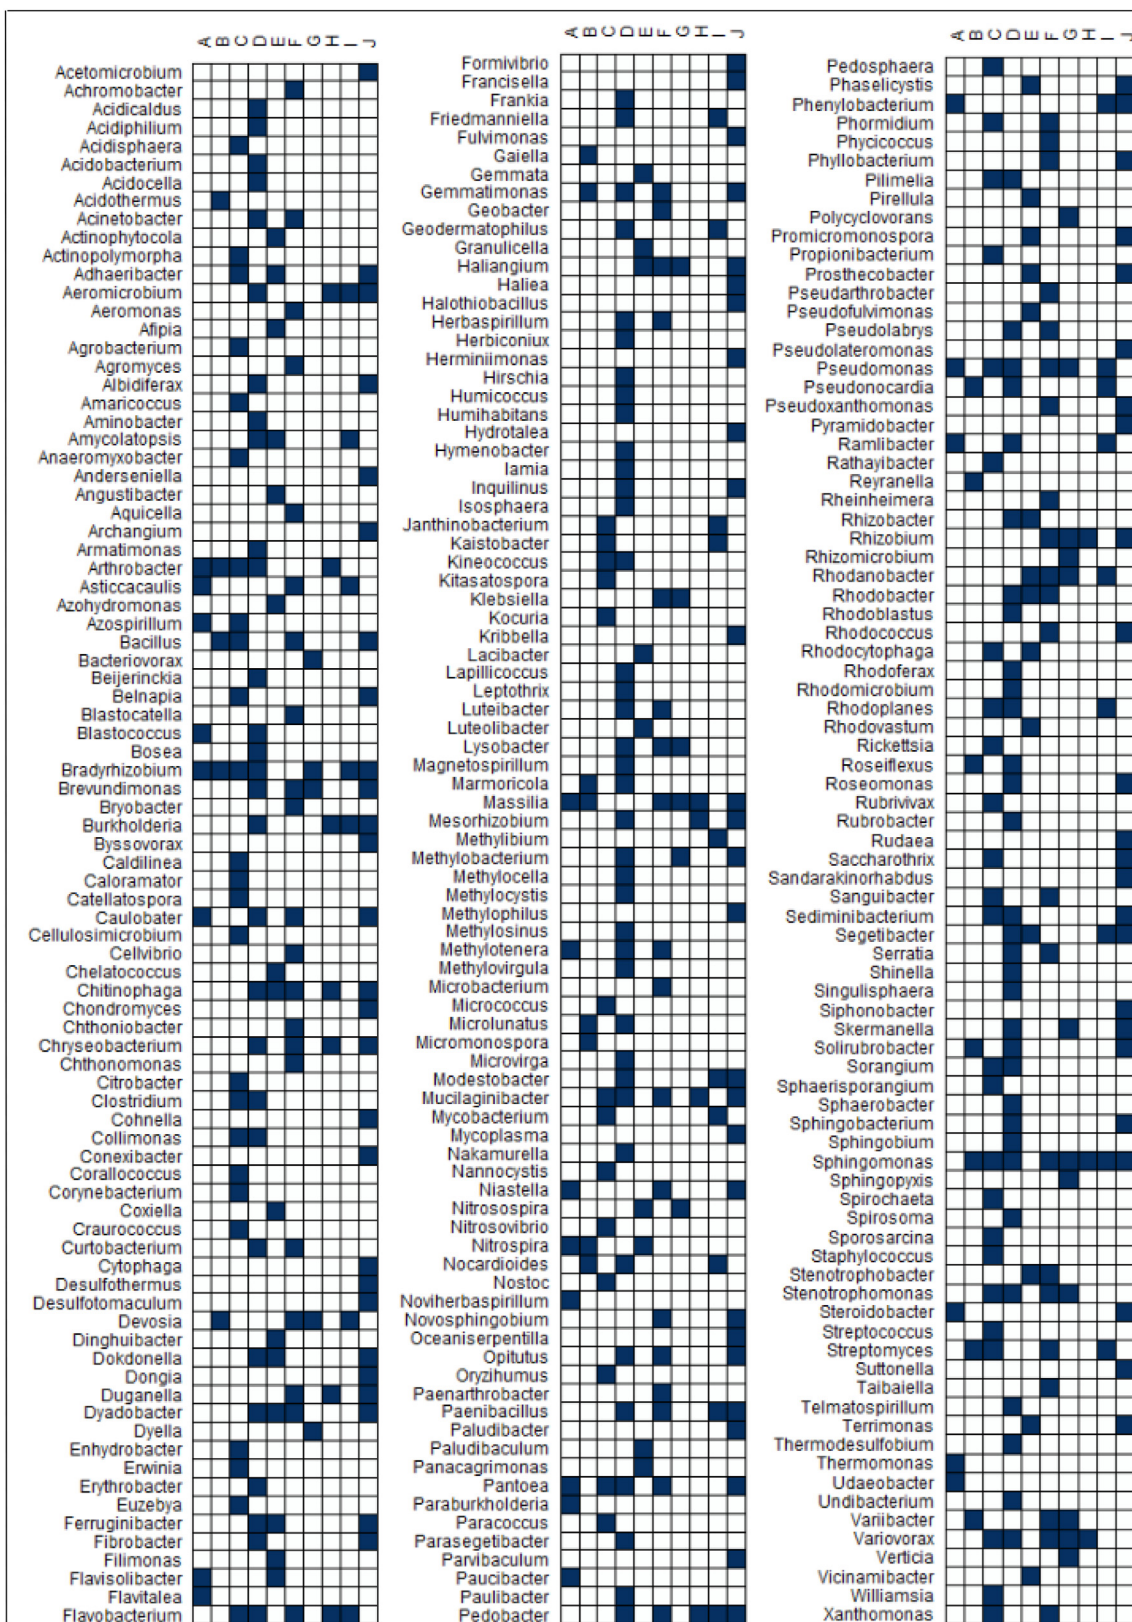 A B C D E F G H I J
Acetomicrobium
Achromobacter
Acidicaldus
Acidiphilium
Acidisphaera
Acidobacterium
Acidocella
Acidothermus
Acinetobacter
Actinophytocola
Actinopolymorpha
Adhaeribacter
Aeromicrobium
Aeromonas
Afipia
Agrobacterium
Agromyces
Albidiferax
Amaricoccus
Aminobacter
Amycolatopsis
Anaeromyxobacter
Anderseniella
Angustibacter
Aquicella
Archangium
Armatimonas
Arthrobacter
Asticcacaulis
Azohydromonas
Azospirillum
Bacillus
Bacteriovorax
Beijerinckia
Belnapia
Blastocatella
Blastococcus
Bosea
Bradyrhizobium
Brevundimonas
Bryobacter
Burkholderia
Byssovorax
Caldilinea
Caloramator
Catellatospora
Caulobater
Cellulosimicrobium
Cellvibrio
Chelatococcus
Chitinophaga
Chondromyces
Chthoniobacter
Chryseobacterium
Chthonomonas
Citrobacter
Clostridium
Cohnella
Collimonas
Conexibacter
Corallococcus
Corynebacterium
Coxiella
Craurococcus
Curtobacterium
Cytophaga
Desulfothermus
Desulfotomaculum
Devosia
Dinghuibacter
Dokdonella
Dongia
Duganella
Dyadobacter
Dyella
Enhydrobacter
Erwinia
Erythrobacter
Euzebya
Ferruginibacter
Fibrobacter
Filimonas
Flavisolibacter
Flavitalea
Flavobacterium
A B C D E F G H I J
Formivibrio
Francisella
Frankia
Friedmanniella
Fulvimonas
Gaiella
Gemmata
Gemmatimonas
Geobacter
Geodermatophilus
Granulicella
Haliangium
Haliea
Halothiobacillus
Herbaspirillum
Herbiconiux
Herminiimonas
Hirschia
Humicoccus
Humihabitans
Hydrotalea
Hymenobacter
Iamia
Inquilinus
Isosphaera
Janthinobacterium
Kaistobacter
Kineococcus
Kitasatospora
Klebsiella
Kocuria
Kribbella
Lacibacter
Lapillicoccus
Leptothrix
Luteibacter
Luteolibacter
Lysobacter
Magnetospirillum
Marmoricola
Massilia
Mesorhizobium
Methylibium
Methylobacterium
Methylocella
Methylocystis
Methylophilus
Methylosinus
Methylotenera
Methylovirgula
Microbacterium
Micrococcus
Microlunatus
Micromonospora
Microvirga
Modestobacter
Mucilaginibacter
Mycobacterium
Mycoplasma
Nakamurella
Nannocystis
Niastella
Nitrosospira
Nitrosovibrio
Nitrospira
Nocardioides
Nostoc
Noviherbaspirillum
Novosphingobium
Oceaniserpentilla
Opitutus
Oryzihumus
Paenarthrobacter
Paenibacillus
Paludibacter
Paludibaculum
Panacagrimonas
Pantoea
Paraburkholderia
Paracoccus
Parasegetibacter
Parvibaculum
Paucibacter
Paulibacter
Pedobacter
A B C D E F G H I J
Pedosphaera
Phaselicystis
Phenylobacterium
Phormidium
Phycicoccus
Phyllobacterium
Pilimelia
Pirellula
Polycyclovorans
Promicromonospora
Propionibacterium
Prosthecobacter
Pseudarthrobacter
Pseudofulvimonas
Pseudolabrys
Pseudolateromonas
Pseudomonas
Pseudonocardia
Pseudoxanthomonas
Pyramidobacter
Ramlibacter
Rathayibacter
Reyranella
Rheinheimera
Rhizobacter
Rhizobium
Rhizomicrobium
Rhodanobacter
Rhodobacter
Rhodoblastus
Rhodococcus
Rhodocytophaga
Rhodoferax
Rhodomicrobium
Rhodoplanes
Rhodovastum
Rickettsia
Roseiflexus
Roseomonas
Rubrivivax
Rubrobacter
Rudaea
Saccharothrix
Sandarakinorhabdus
Sanguibacter
Sediminibacterium
Segetibacter
Serratia
Shinella
Singulisphaera
Siphonobacter
Skermanella
Solirubrobacter
Sorangium
Sphaerisporangium
Sphaerobacter
Sphingobacterium
Sphingobium
Sphingomonas
Sphingopyxis
Spirochaeta
Spirosoma
Sporosarcina
Staphylococcus
Stenotrophobacter
Stenotrophomonas
Steroidobacter
Streptococcus
Streptomyces
Suttonella
Taibaiella
Telmatospirillum
Terrimonas
Thermodesulfobium
Thermomonas
Udaeobacter
Undibacterium
Variibacter
Variovorax
Verticia
Vicinamibacter
Williamsia
Xanthomonas